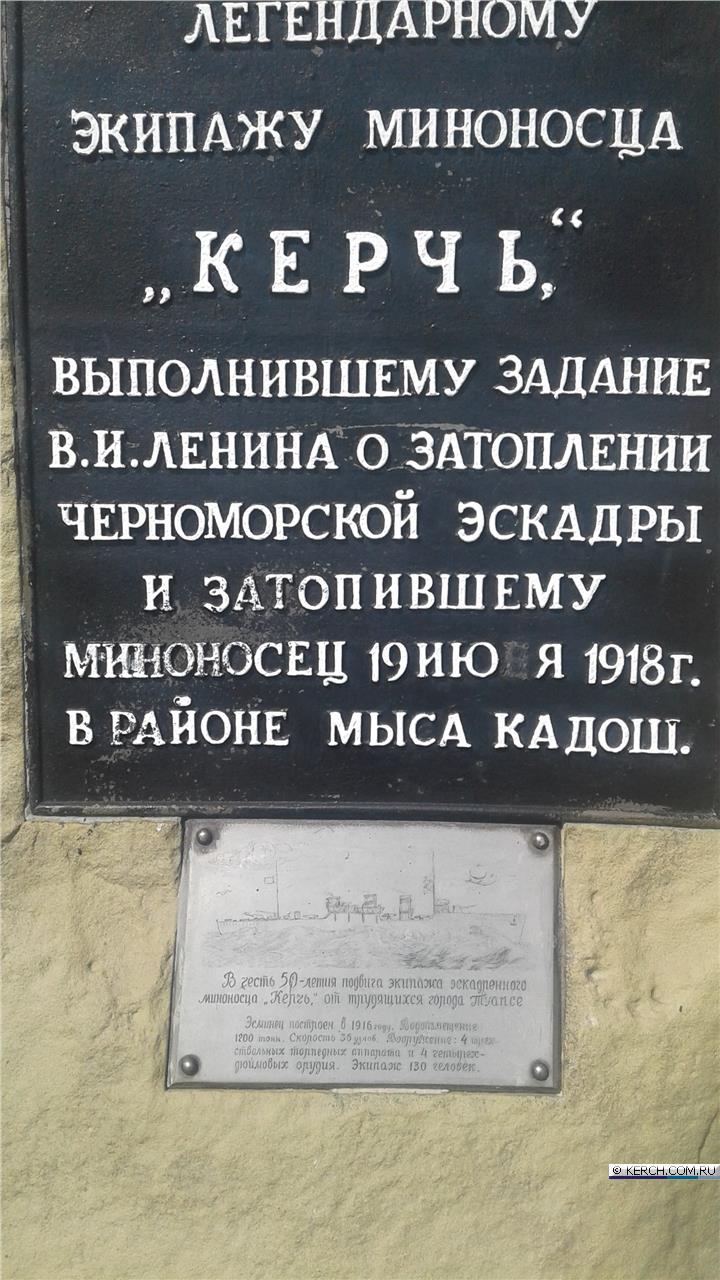 ЛЕГЕНДАРНОМУ
ЭКИПАЖУ МИНОНОСЦА
„КЕРЧЬ,“
ВЫПОЛНИВШЕМУ ЗАДАНИЕ
В.И.ЛЕНИНА О ЗАТОПЛЕНИИ
ЧЕРНОМОРСКОЙ ЭСКАДРЫ
И ЗАТОПИВШЕМУ
МИНОНОСЕЦ 19 ИЮ Я 1918 г.
В РАЙОНЕ МЫСА КАДОШ.
В честь 50-летия подвига экипажа эскадренного
миноносца „Керчь,“ от трудящихся города Туапсе
Эсминец построен в 1916 году. Водоизмещение
1200 тонн. Скорость 35 узлов. Вооружение: 4 трех-
ствольных торпедных аппарата и 4 четырех-
дюймовых орудия. Экипаж 130 человек.
© KERCH.COM.RU